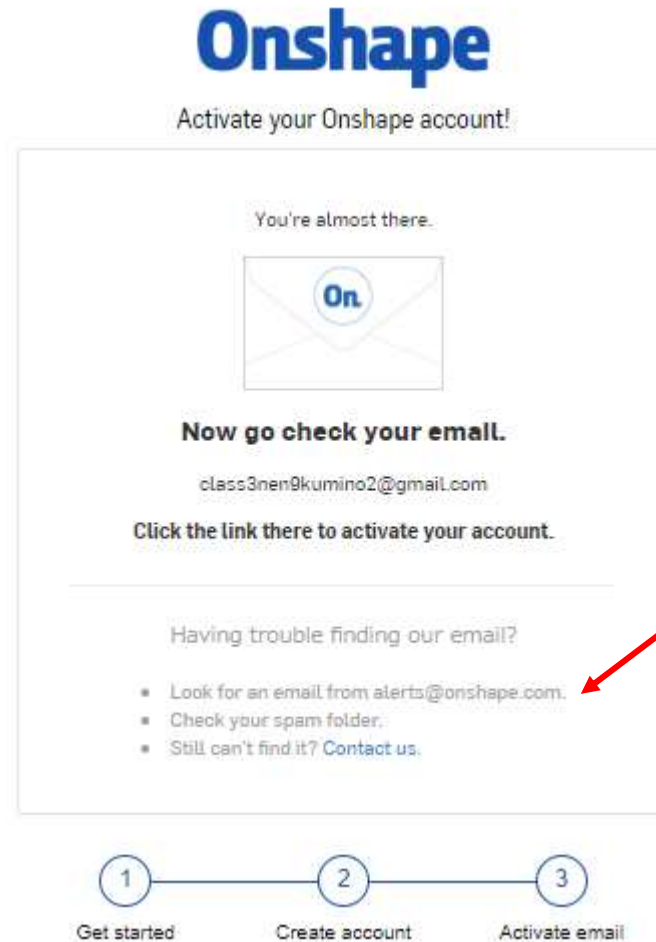 Onshape
Activate your Onshape account!
You're almost there.
On
Now go check your email.
class3nen9kumino2@gmail.com
Click the link there to activate your account.
Having trouble finding our email?
Look for an email from alerts@onshape.com.
Check your spam folder.
Still can't find it? Contact us.
1 2 3
Get started Create account Activate email